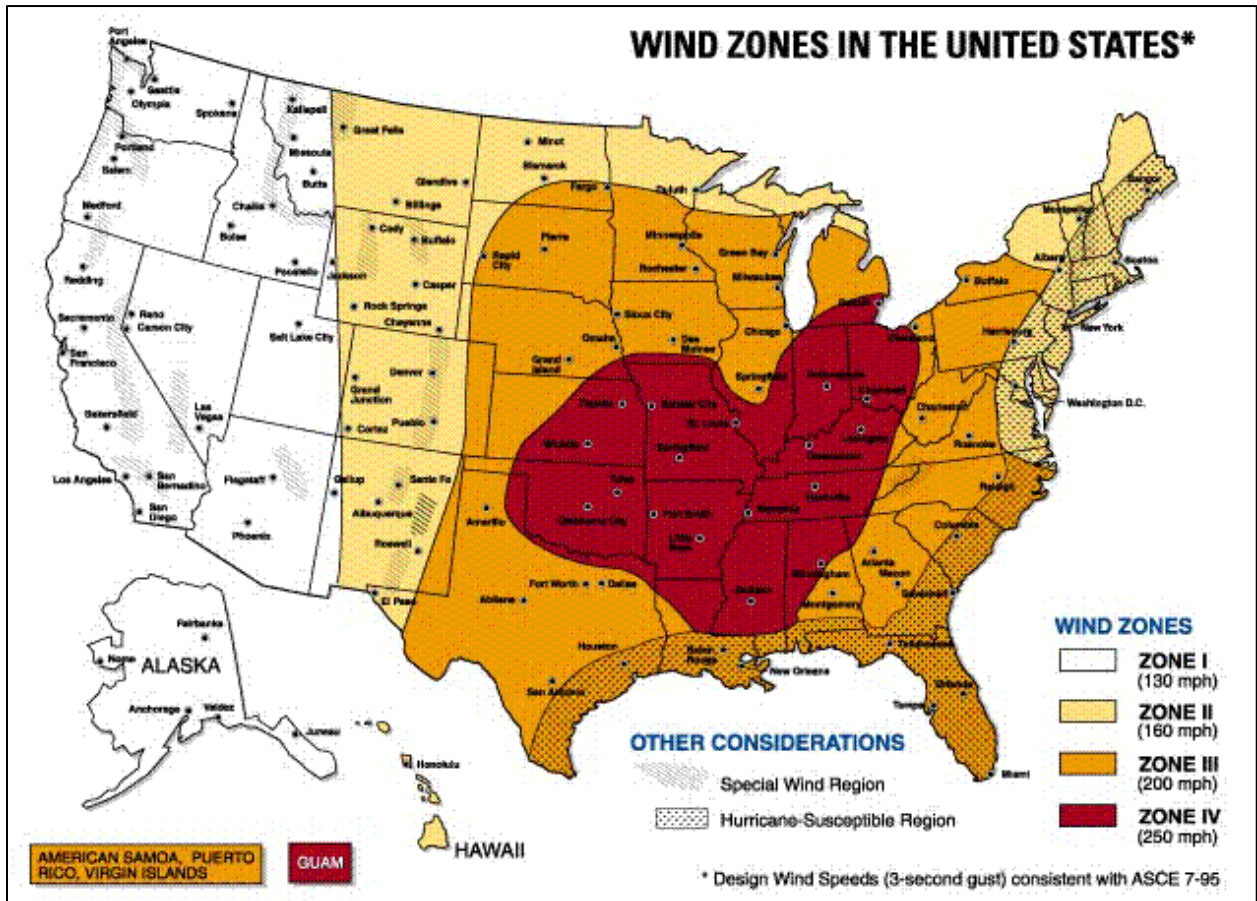 WIND ZONES IN THE UNITED STATES*
Port
Angeles
Seattle
Olympia
Spokane
Kalispell
Great Falls
Minot
Portland
Salem
Missoula
Butte
Glendive
Bismarck
Fargo
Duluth
Bangor
Medford
Challis
Boise
Billings
Montpelier
Cody
Buffalo
Pierre
Minneapolis
Green Bay
Albany
Boston
Redding
Pocatello
Jackson
Rapid
City
Rochester
Milwaukee
Buffalo
Casper
Sacramento
Reno
Carson City
Salt Lake City
Rock Springs
Cheyenne
Sioux City
Detroit
Cleveland
Harrisburg
New York
San
Francisco
Omaha
Des
Moines
Chicago
Grand
Island
Denver
Grand
Junction
Springfield
Indianapolis
Cincinnati
Washington D.C.
Bakersfield
Las
Vegas
Cortez
Pueblo
Topeka
Kansas City
St. Louis
Charleston
Wichita
Springfield
Lexington
Roanoke
Los Angeles
San
Bernadino
Flagstaff
Gallup
Santa Fe
Tulsa
Nashville
Raleigh
San
Diego
Albuquerque
Amarillo
Oklahoma City
Fort Smith
Memphis
Phoenix
Roswell
Little
Rock
Columbia
Birmingham
Atlanta
Macon
El Paso
Fort Worth
Dallas
Abilene
Jackson
Montgomery
Savannah
Fairbanks
Nome
ALASKA
Houston
Baton
Rouge
New Orleans
Tallahassee
San Antonio
Orlando
Tampa
Anchorage
Valdez
Juneau
Honolulu
Miami
HAWAII
WIND ZONES
ZONE I
(130 mph)
ZONE II
(160 mph)
ZONE III
(200 mph)
ZONE IV
(250 mph)
OTHER CONSIDERATIONS
Special Wind Region
Hurricane-Susceptible Region
AMERICAN SAMOA, PUERTO
RICO, VIRGIN ISLANDS
GUAM
* Design Wind Speeds (3-second gust) consistent with ASCE 7-95